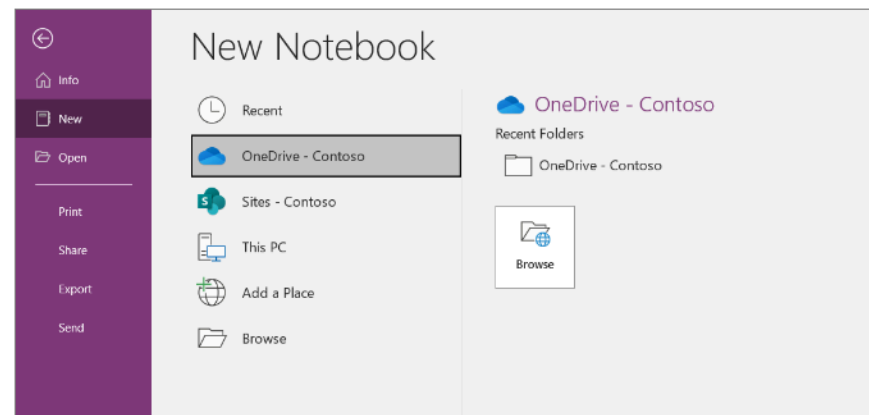 Info
New
Open
Print
Share
Export
Send
New Notebook
Recent
OneDrive - Contoso
Sites - Contoso
This PC
Add a Place
Browse
OneDrive - Contoso
Recent Folders
OneDrive - Contoso
Browse